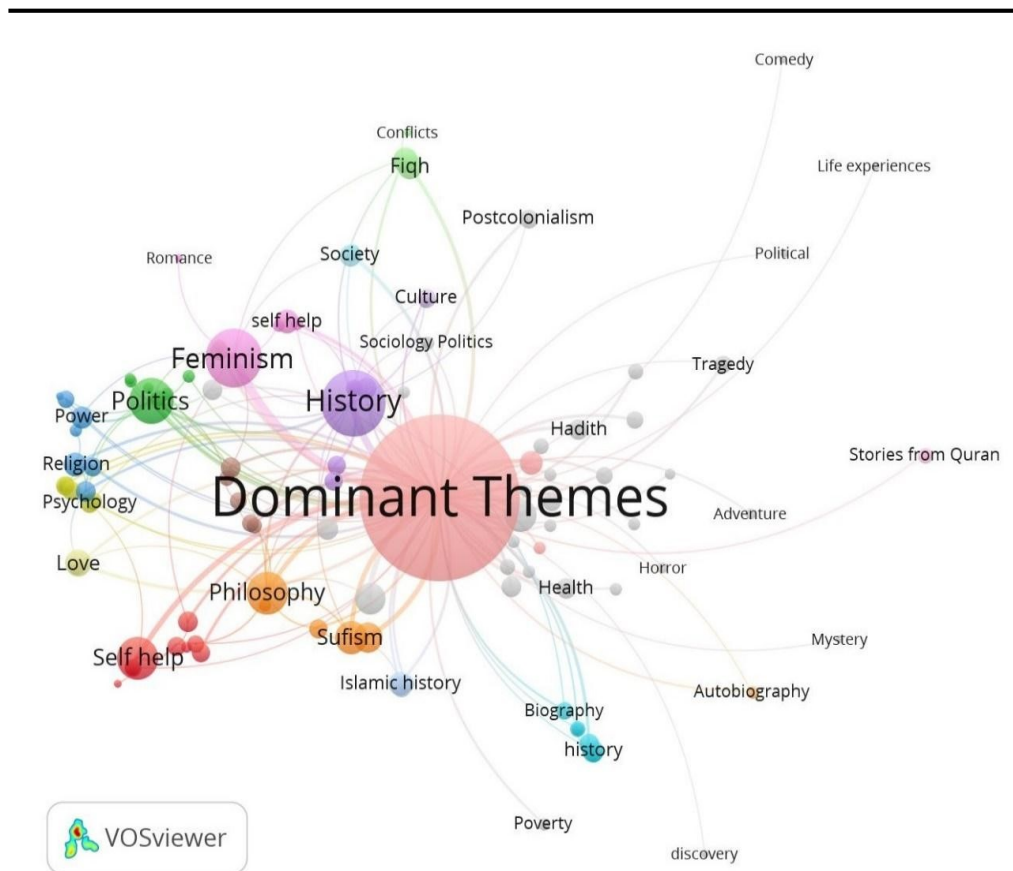 Comedy
Conflicts
Fiqh
Life experiences
Postcolonialism
Society
Political
Romance
Culture
self help
Sociology Politics
Feminism
Tragedy
Politics
History
Power
Hadith
Stories from Quran
Religion
Dominant Themes
Psychology
Adventure
Love
Horror
Philosophy
Health
Sufism
Mystery
Self help
Islamic history
Autobiography
Biography
history
Poverty
VOSviewer
discovery